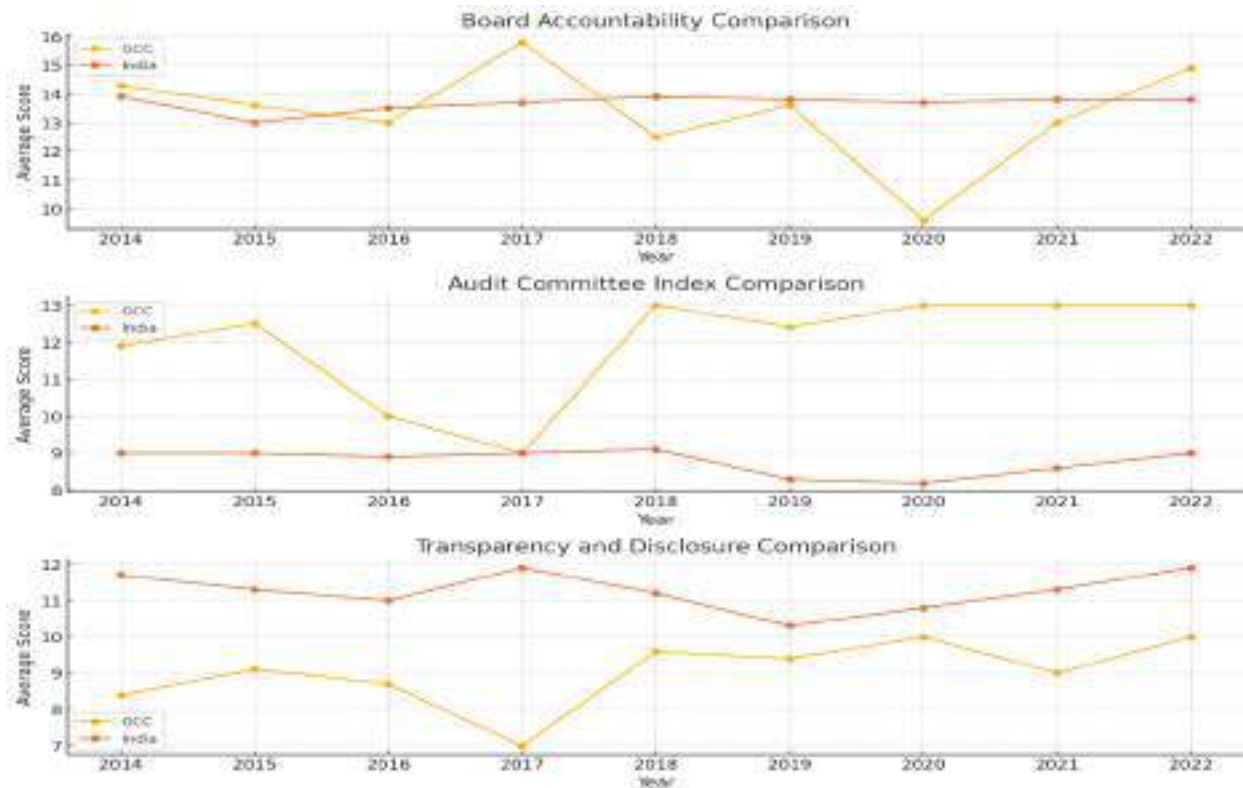 Board Accountability Comparison
16
15
14
13
12
11
10
Average Score
GCC
India
2014 2015 2016 2017 2018 2019 2020 2021 2022
Year
Audit Committee Index Comparison
13
12
11
10
9
8
Average Score
GCC
India
2014 2015 2016 2017 2018 2019 2020 2021 2022
Year
Transparency and Disclosure Comparison
12
11
10
9
8
7
Average Score
GCC
India
2014 2015 2016 2017 2018 2019 2020 2021 2022
Year